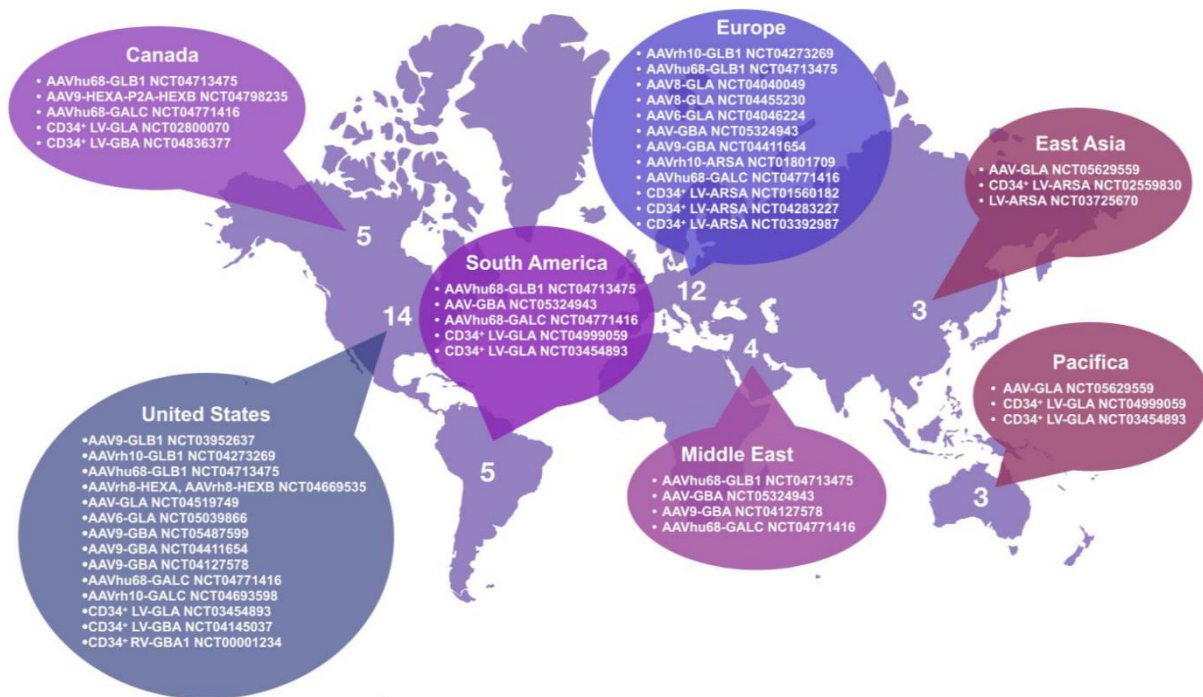 Canada
• AAVhu68-GLB1 NCT04713475
• AAV9-HEXA-P2A-HEXB NCT04798235
• AAVhu68-GALC NCT04771416
• CD34⁺ LV-GLA NCT02800070
• CD34⁺ LV-GBA NCT04836377
5
Europe
• AAVrh10-GLB1 NCT04273269
• AAVhu68-GLB1 NCT04713475
• AAV8-GLA NCT04040049
• AAV8-GLA NCT04455230
• AAV6-GLA NCT04046224
• AAV-GBA NCT05324943
• AAV9-GBA NCT04411654
• AAVrh10-ARSA NCT01801709
• AAVhu68-GALC NCT04771416
• CD34⁺ LV-ARSA NCT01560182
• CD34⁺ LV-ARSA NCT04283227
• CD34⁺ LV-ARSA NCT03392987
12
East Asia
• AAV-GLA NCT05629559
• CD34⁺ LV-ARSA NCT02559830
• LV-ARSA NCT03725670
3
South America
• AAVhu68-GLB1 NCT04713475
• AAV-GBA NCT05324943
• AAVhu68-GALC NCT04771416
• CD34⁺ LV-GLA NCT04999059
• CD34⁺ LV-GLA NCT03454893
5
14
United States
•AAV9-GLB1 NCT03952637
•AAVrh10-GLB1 NCT04273269
•AAVhu68-GLB1 NCT04713475
•AAVrh8-HEXA, AAVrh8-HEXB NCT04669535
•AAV-GLA NCT04519749
•AAV6-GLA NCT05039866
•AAV9-GBA NCT05487599
•AAV9-GBA NCT04411654
•AAV9-GBA NCT04127578
•AAVhu68-GALC NCT04771416
•AAVrh10-GALC NCT04693598
•CD34⁺ LV-GLA NCT03454893
•CD34⁺ LV-GBA NCT04145037
•CD34⁺ RV-GBA1 NCT00001234
4
Middle East
• AAVhu68-GLB1 NCT04713475
• AAV-GBA NCT05324943
• AAV9-GBA NCT04127578
• AAVhu68-GALC NCT04771416
Pacifica
• AAV-GLA NCT05629559
• CD34⁺ LV-GLA NCT04999059
• CD34⁺ LV-GLA NCT03454893
3